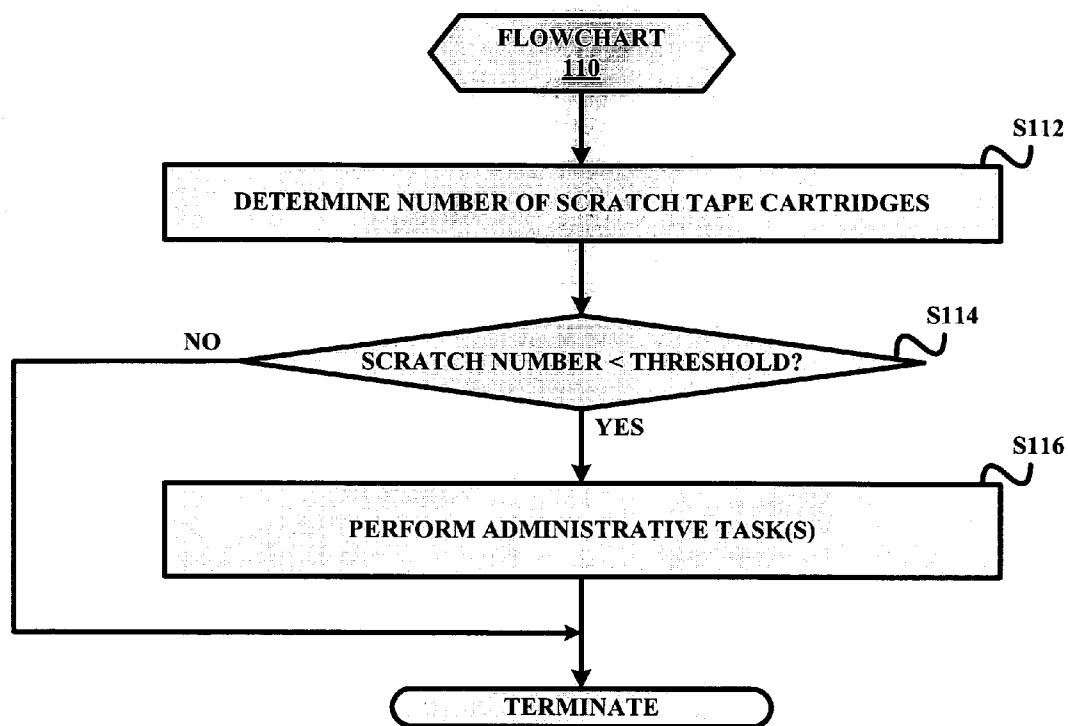 FLOWCHART
110
S112
DETERMINE NUMBER OF SCRATCH TAPE CARTRIDGES
S114
NO
SCRATCH NUMBER < THRESHOLD?
YES
S116
PERFORM ADMINISTRATIVE TASK(S)
TERMINATE